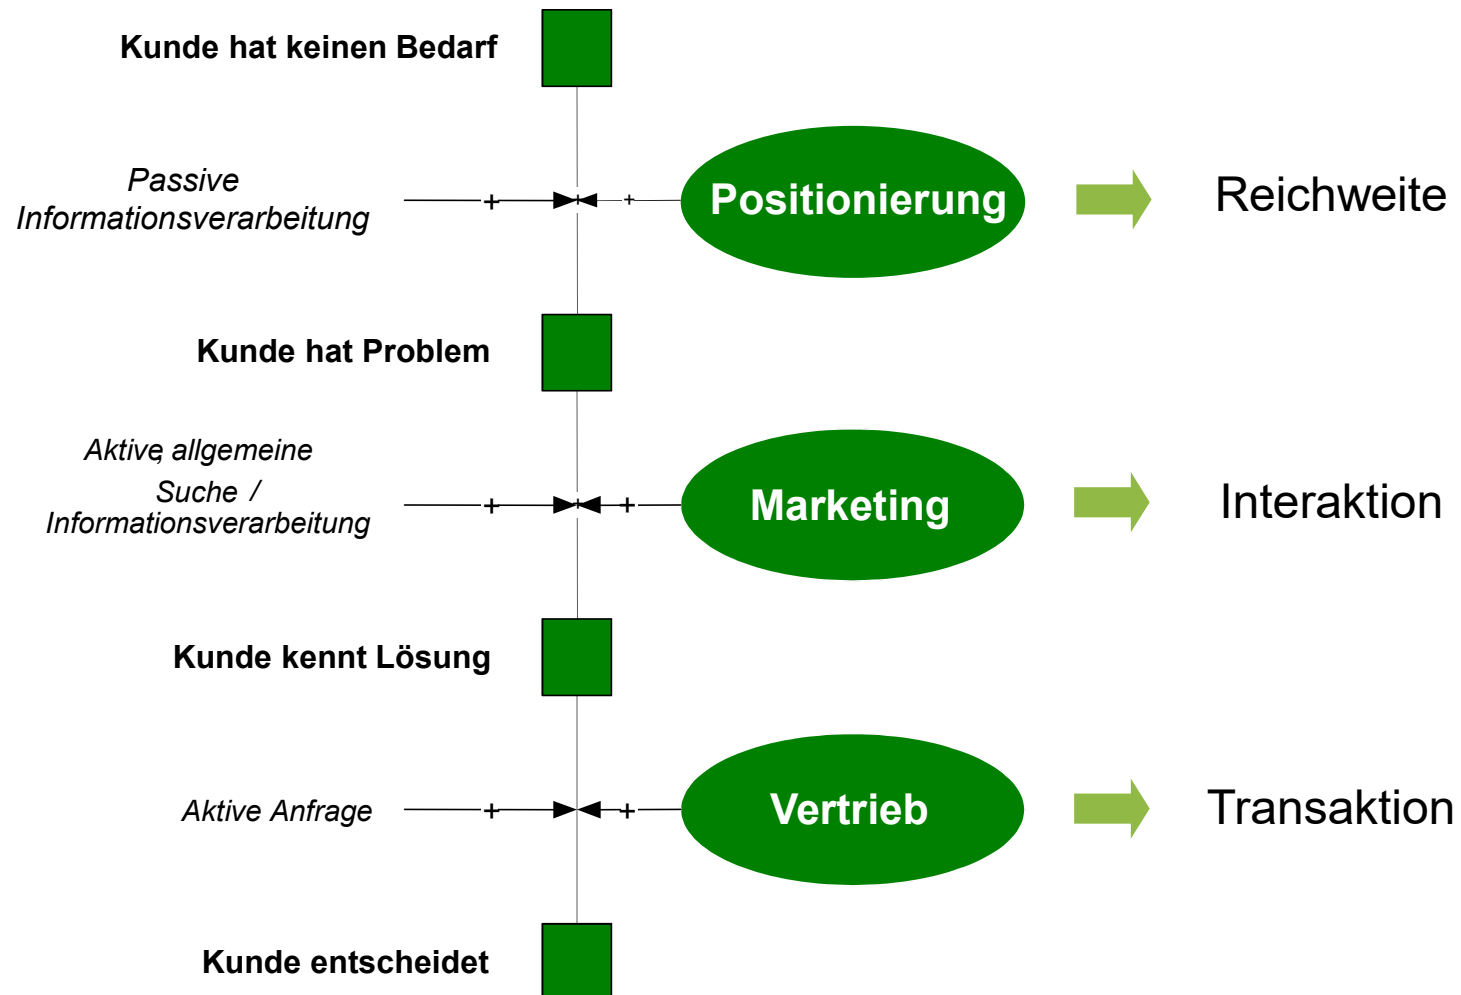 Kunde hat keinen Bedarf
Passive
Informationsverarbeitung
+
+
Positionierung
Reichweite
Kunde hat Problem
Aktive, allgemeine
Suche /
Informationsverarbeitung
+
+
Marketing
Interaktion
Kunde kennt Lösung
Aktive Anfrage
+
+
Vertrieb
Transaktion
Kunde entscheidet